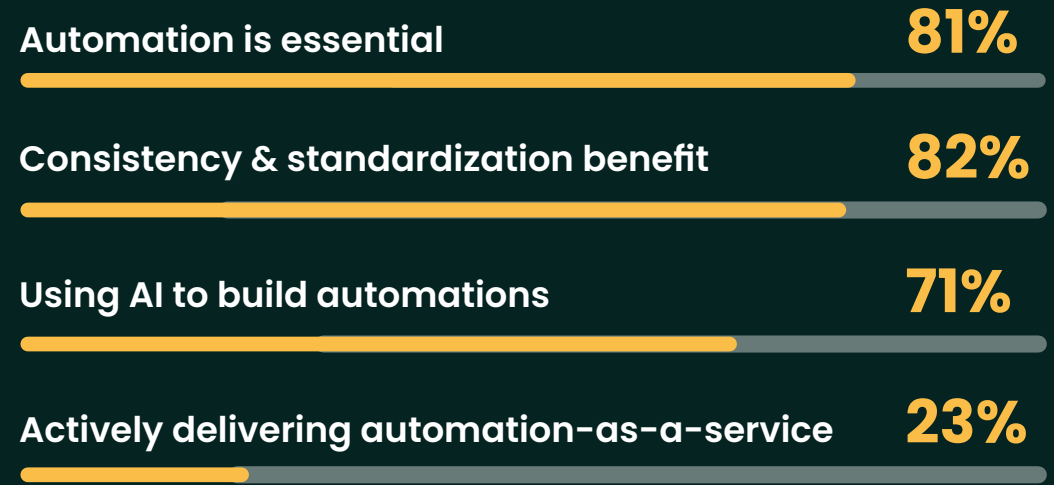 Automation is essential 81%
Consistency & standardization benefit 82%
Using AI to build automations 71%
Actively delivering automation-as-a-service 23%